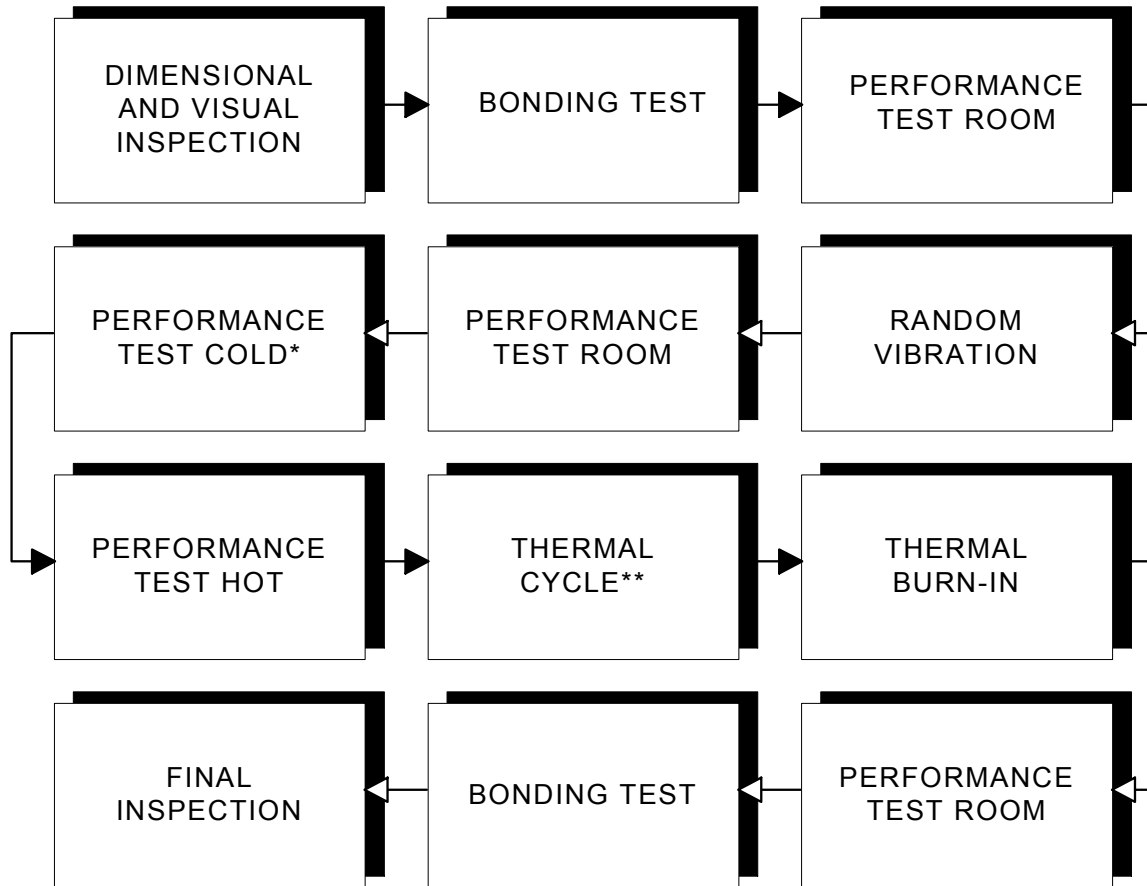 DIMENSIONAL
AND VISUAL
INSPECTION
BONDING TEST
PERFORMANCE
TEST ROOM
PERFORMANCE
TEST COLD*
PERFORMANCE
TEST ROOM
RANDOM
VIBRATION
PERFORMANCE
TEST HOT
THERMAL
CYCLE**
THERMAL
BURN-IN
FINAL
INSPECTION
BONDING TEST
PERFORMANCE
TEST ROOM